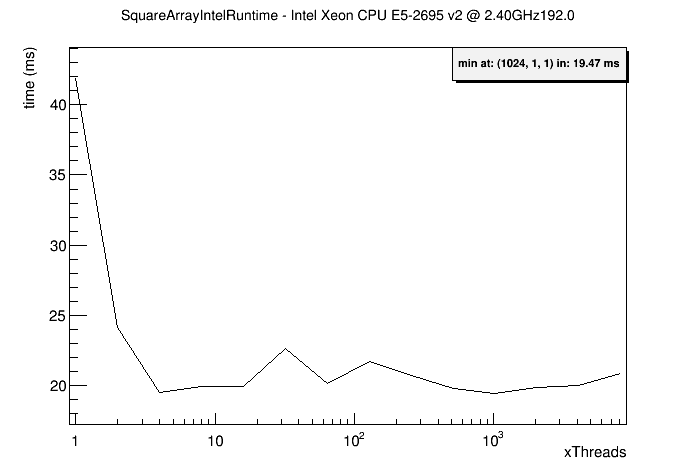 SquareArrayIntelRuntime - Intel Xeon CPU E5-2695 v2 @ 2.40GHz192.0
time (ms)
min at: (1024, 1, 1) in: 19.47 ms
40
35
30
25
20
1 10 10² 10³
xThreads